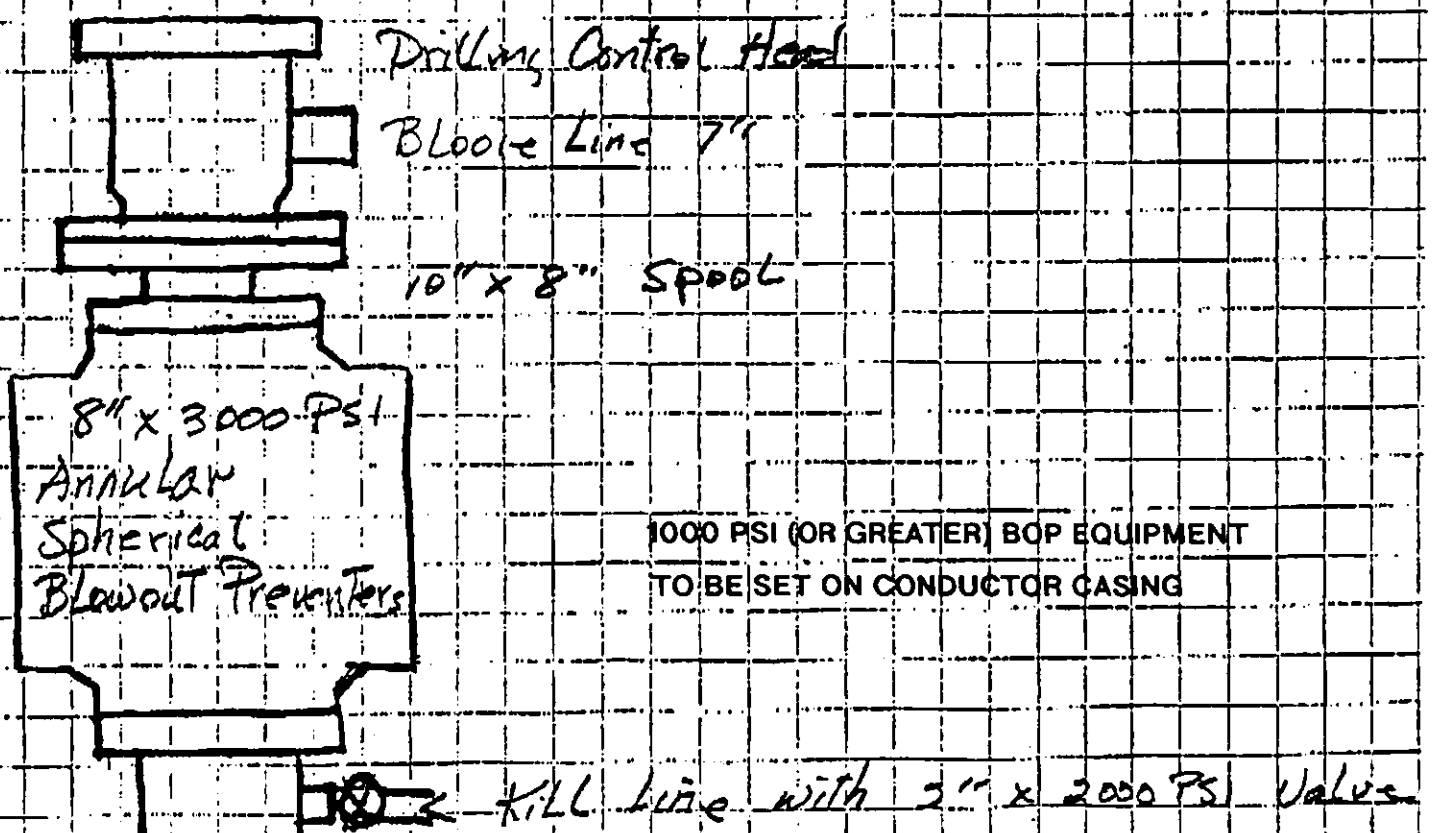 Drilling Control Head
Blooie Line 7"
10" x 8" Spool
8" x 3000 PSI
Annular
Spherical
Blowout Preventers
1000 PSI (OR GREATER) BOP EQUIPMENT
TO BE SET ON CONDUCTOR CASING
Kill Line with 2" x 2000 PSI Valve